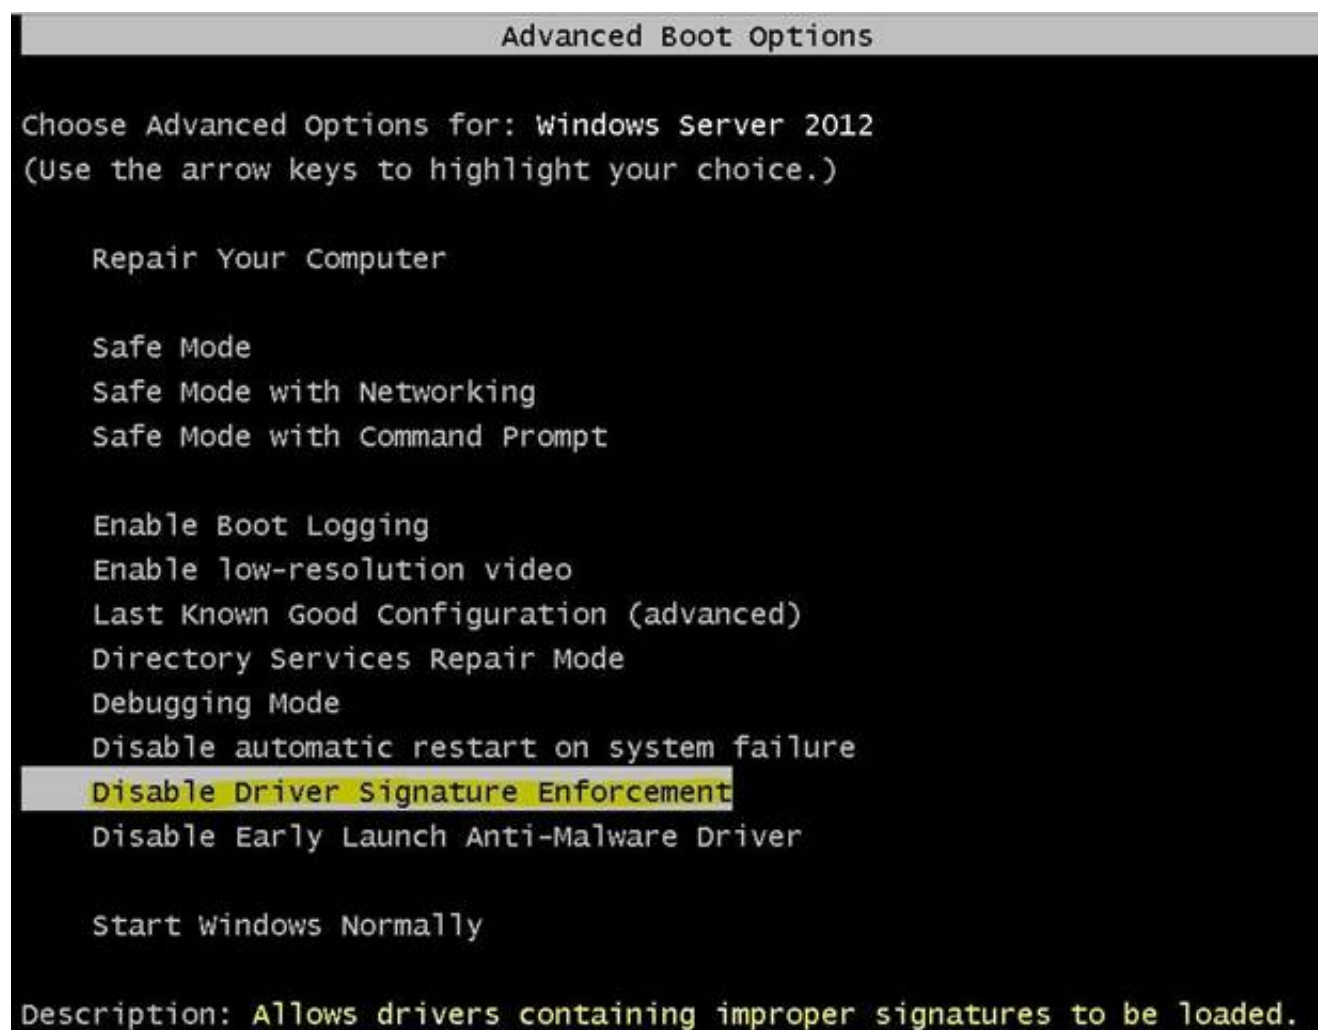 Advanced Boot Options
Choose Advanced Options for: Windows Server 2012
(Use the arrow keys to highlight your choice.)
Repair Your Computer
Safe Mode
Safe Mode with Networking
Safe Mode with Command Prompt
Enable Boot Logging
Enable low-resolution video
Last Known Good Configuration (advanced)
Directory Services Repair Mode
Debugging Mode
Disable automatic restart on system failure
Disable Driver Signature Enforcement
Disable Early Launch Anti-Malware Driver
Start Windows Normally
Description: Allows drivers containing improper signatures to be loaded.